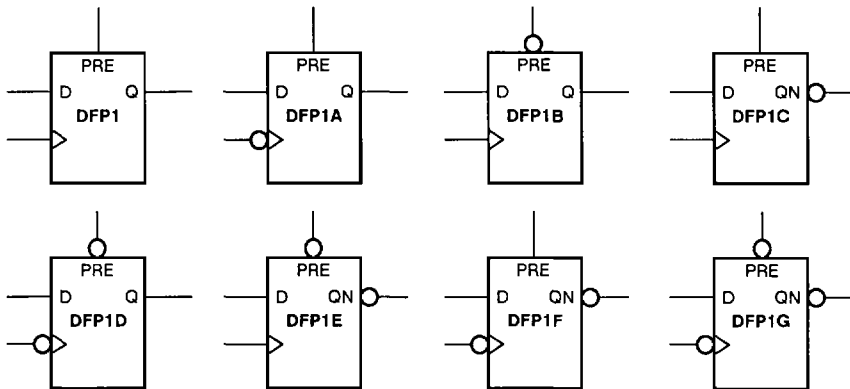 PRE PRE PRE PRE
D Q D Q D Q D QN
DFP1 DFP1A DFP1B DFP1C
PRE PRE PRE PRE
D Q D QN D QN D QN
DFP1D DFP1E DFP1F DFP1G